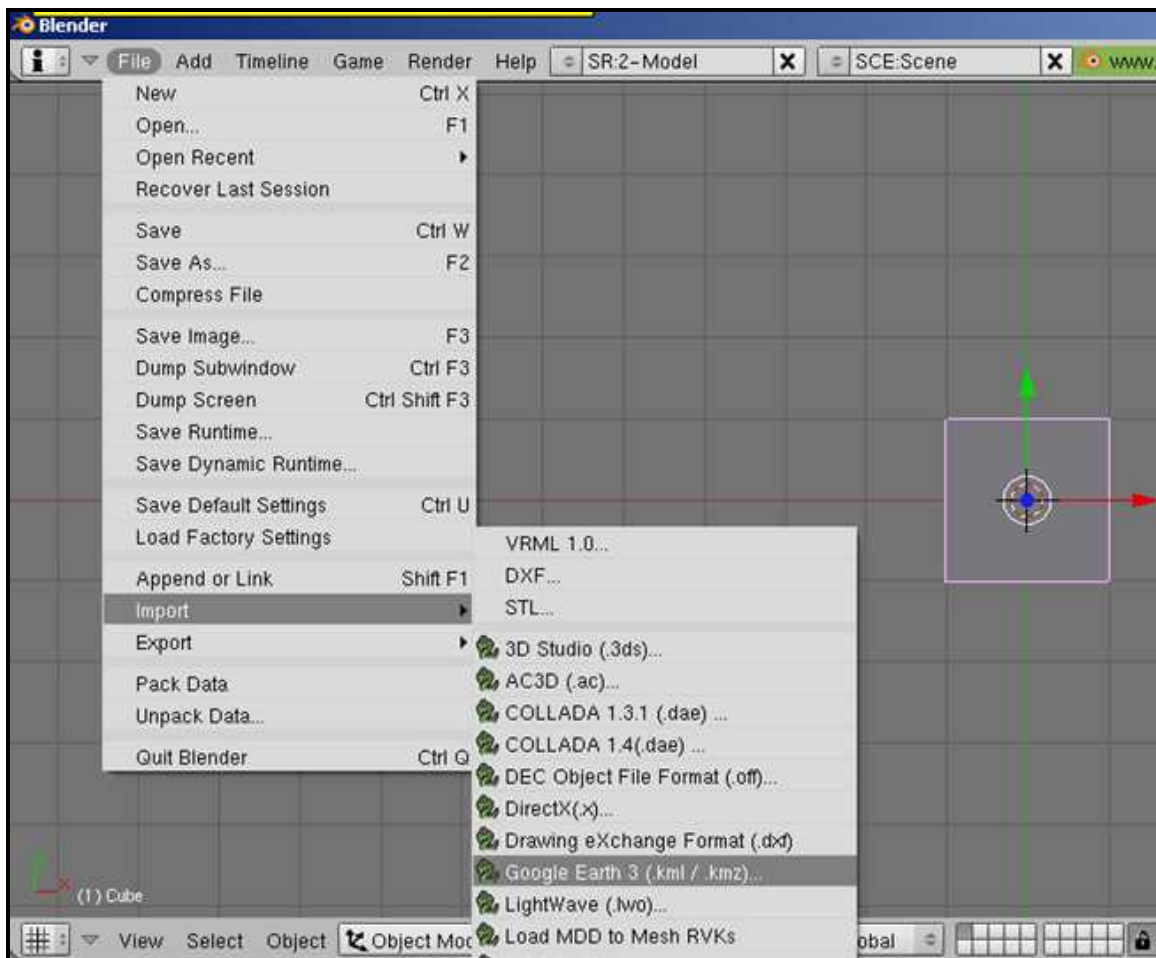 Blender
File Add Timeline Game Render Help SR:2-Model SCE:Scene www.
New Ctrl X
Open... F1
Open Recent
Recover Last Session
Save Ctrl W
Save As... F2
Compress File
Save Image... F3
Dump Subwindow Ctrl F3
Dump Screen Ctrl Shift F3
Save Runtime...
Save Dynamic Runtime...
Save Default Settings Ctrl U
Load Factory Settings
Append or Link Shift F1
Import
Export
Pack Data
Unpack Data...
Quit Blender Ctrl Q
VRML 1.0...
DXF...
STL...
3D Studio (.3ds)...
AC3D (.ac)...
COLLADA 1.3.1 (.dae) ...
COLLADA 1.4(.dae) ...
DEC Object File Format (.off)...
DirectX(.x)...
Drawing eXchange Format (.dxf)
Google Earth 3 (.kml / .kmz)...
LightWave (.lwo)...
Load MDD to Mesh RVKs
x
(1) Cube
View Select Object Object Moc obal